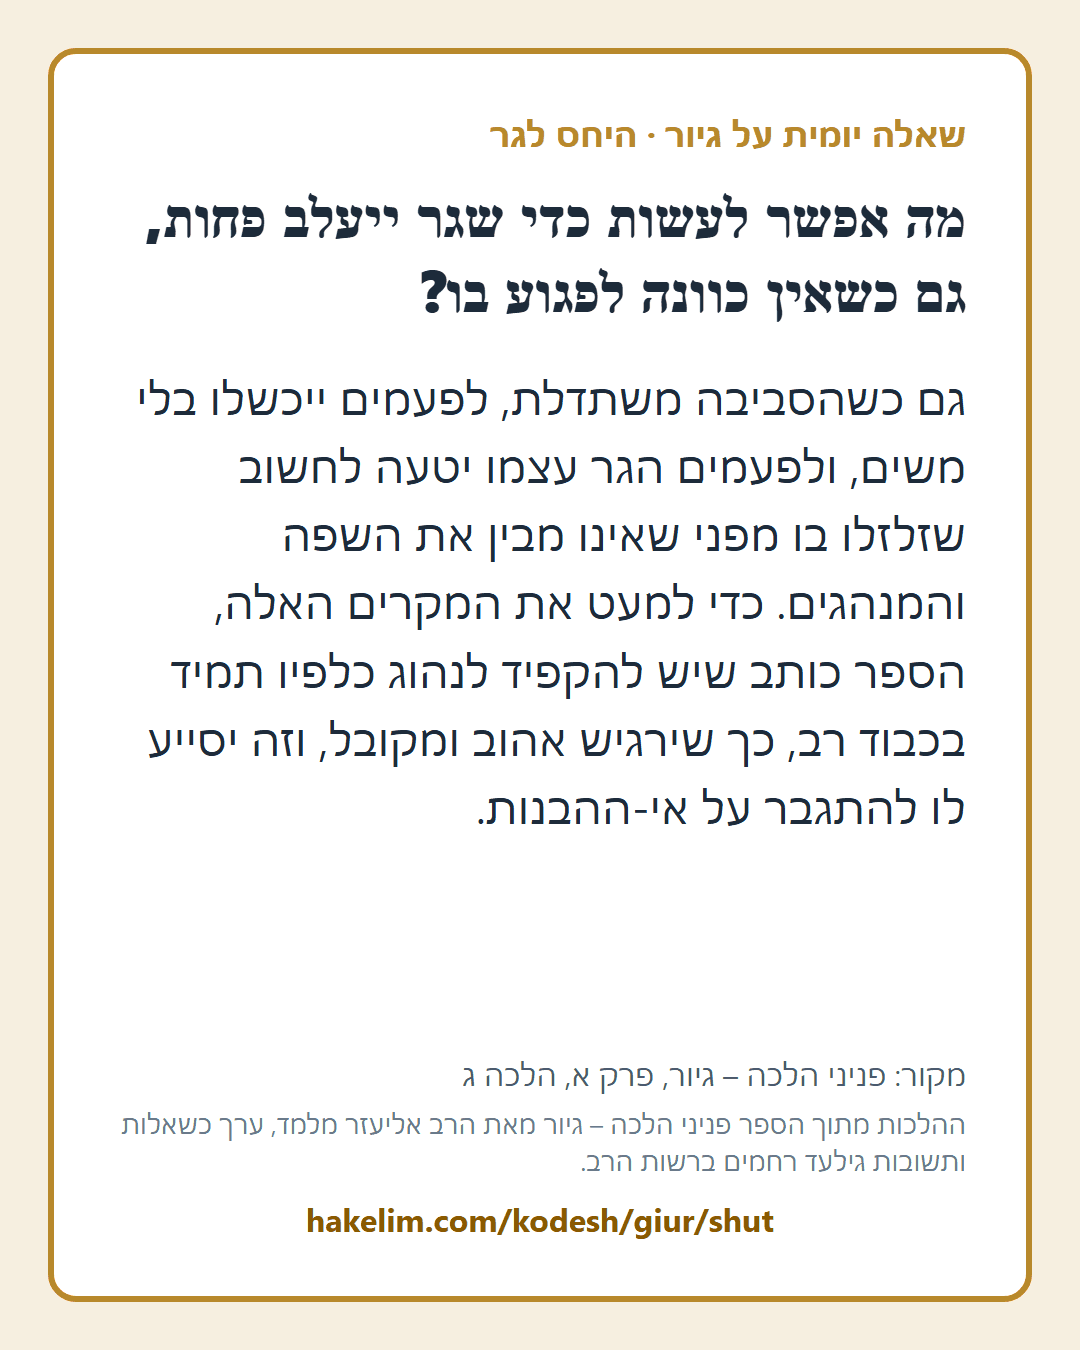 שאלה יומית על גיור · היחס לגר
מה אפשר לעשות כדי שגר ייעלב פחות,
גם כשאין כוונה לפגוע בו?
גם כשהסביבה משתדלת, לפעמים ייכשלו בלי
משים, ולפעמים הגר עצמו יטעה לחשוב
שזלזלו בו מפני שאינו מבין את השפה
והמנהגים. כדי למעט את המקרים האלה,
הספר כותב שיש להקפיד לנהוג כלפיו תמיד
בכבוד רב, כך שירגיש אהוב ומקובל, וזה יסייע
לו להתגבר על אי-ההבנות.
מקור: פניני הלכה – גיור, פרק א, הלכה ג
ההלכות מתוך הספר פניני הלכה – גיור מאת הרב אליעזר מלמד, ערך כשאלות
ותשובות גילעד רחמים ברשות הרב.
hakelim.com/kodesh/giur/shut